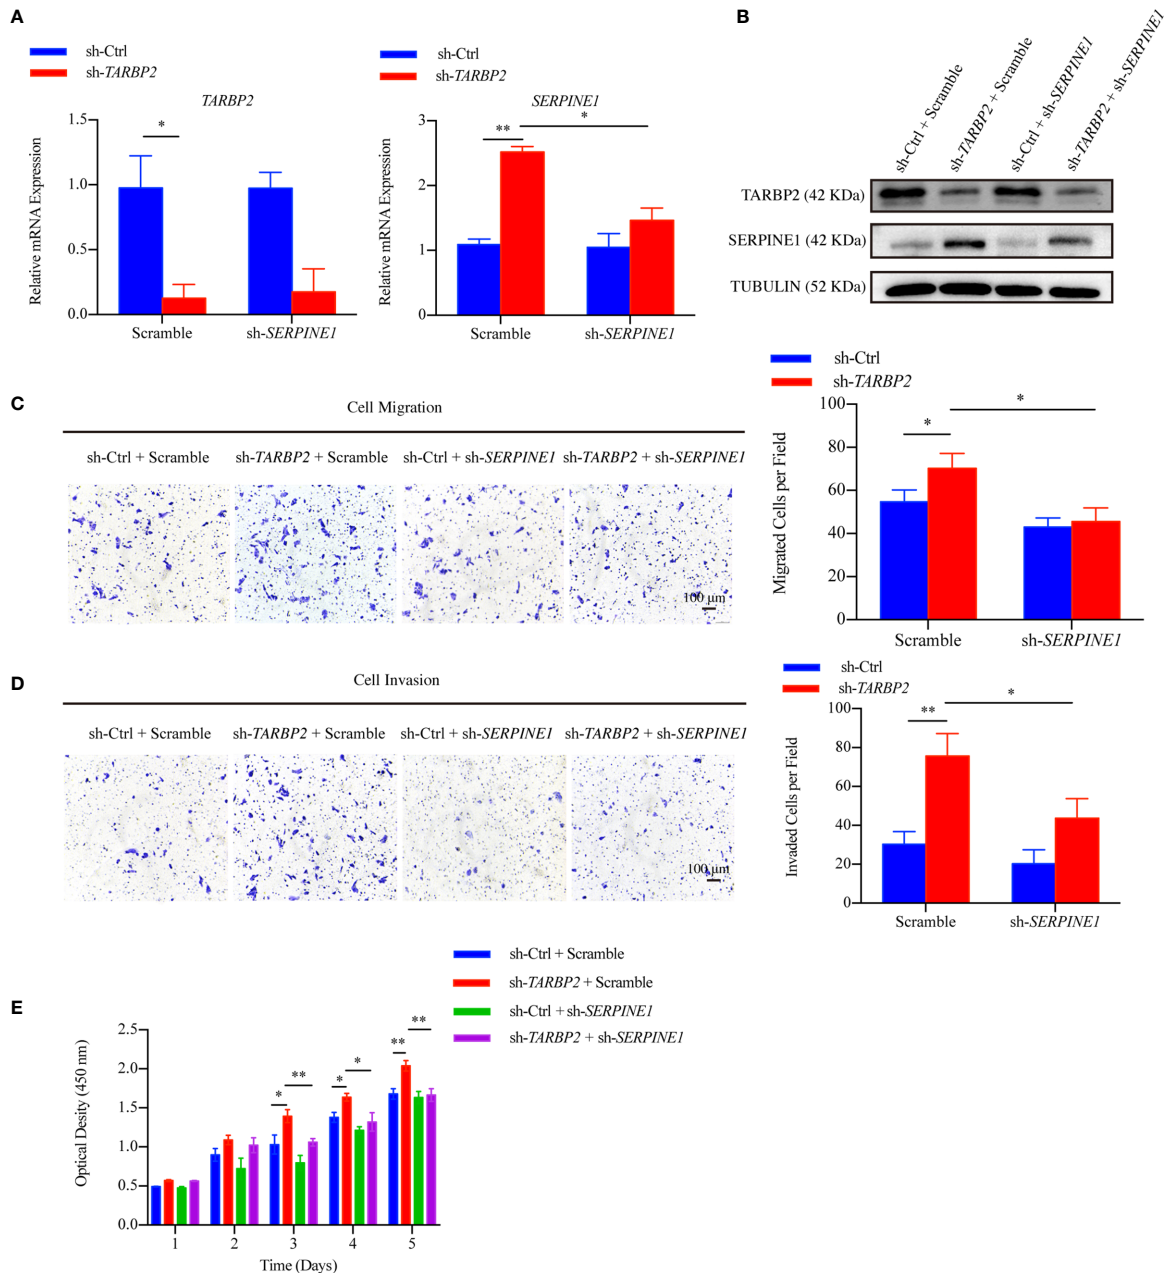 A
sh-Ctrl
sh-TARBP2
TARBP2
*
Relative mRNA Expression
1.5
1.0
0.5
0.0
Scramble
sh-SERPINE1
sh-Ctrl
sh-TARBP2
SERPINE1
**
*
Relative mRNA Expression
3
2
1
0
Scramble
sh-SERPINE1
B
sh-Ctrl + Scramble
sh-TARBP2 + Scramble
sh-Ctrl + sh-SERPINE1
sh-TARBP2 + sh-SERPINE1
TARBP2 (42 KDa)
SERPINE1 (42 KDa)
TUBULIN (52 KDa)
C
Cell Migration
sh-Ctrl + Scramble
sh-TARBP2 + Scramble
sh-Ctrl + sh-SERPINE1
sh-TARBP2 + sh-SERPINE1
100 μm
sh-Ctrl
sh-TARBP2
*
*
Migrated Cells per Field
100
80
60
40
20
0
Scramble
sh-SERPINE1
D
Cell Invasion
sh-Ctrl + Scramble
sh-TARBP2 + Scramble
sh-Ctrl + sh-SERPINE1
sh-TARBP2 + sh-SERPINE1
100 μm
sh-Ctrl
sh-TARBP2
**
*
Invaded Cells per Field
100
80
60
40
20
0
Scramble
sh-SERPINE1
E
sh-Ctrl + Scramble
sh-TARBP2 + Scramble
sh-Ctrl + sh-SERPINE1
sh-TARBP2 + sh-SERPINE1
Optical Desity (450 nm)
2.5
2.0
1.5
1.0
0.5
0.0
*
**
*
*
**
**
1
2
3
4
5
Time (Days)